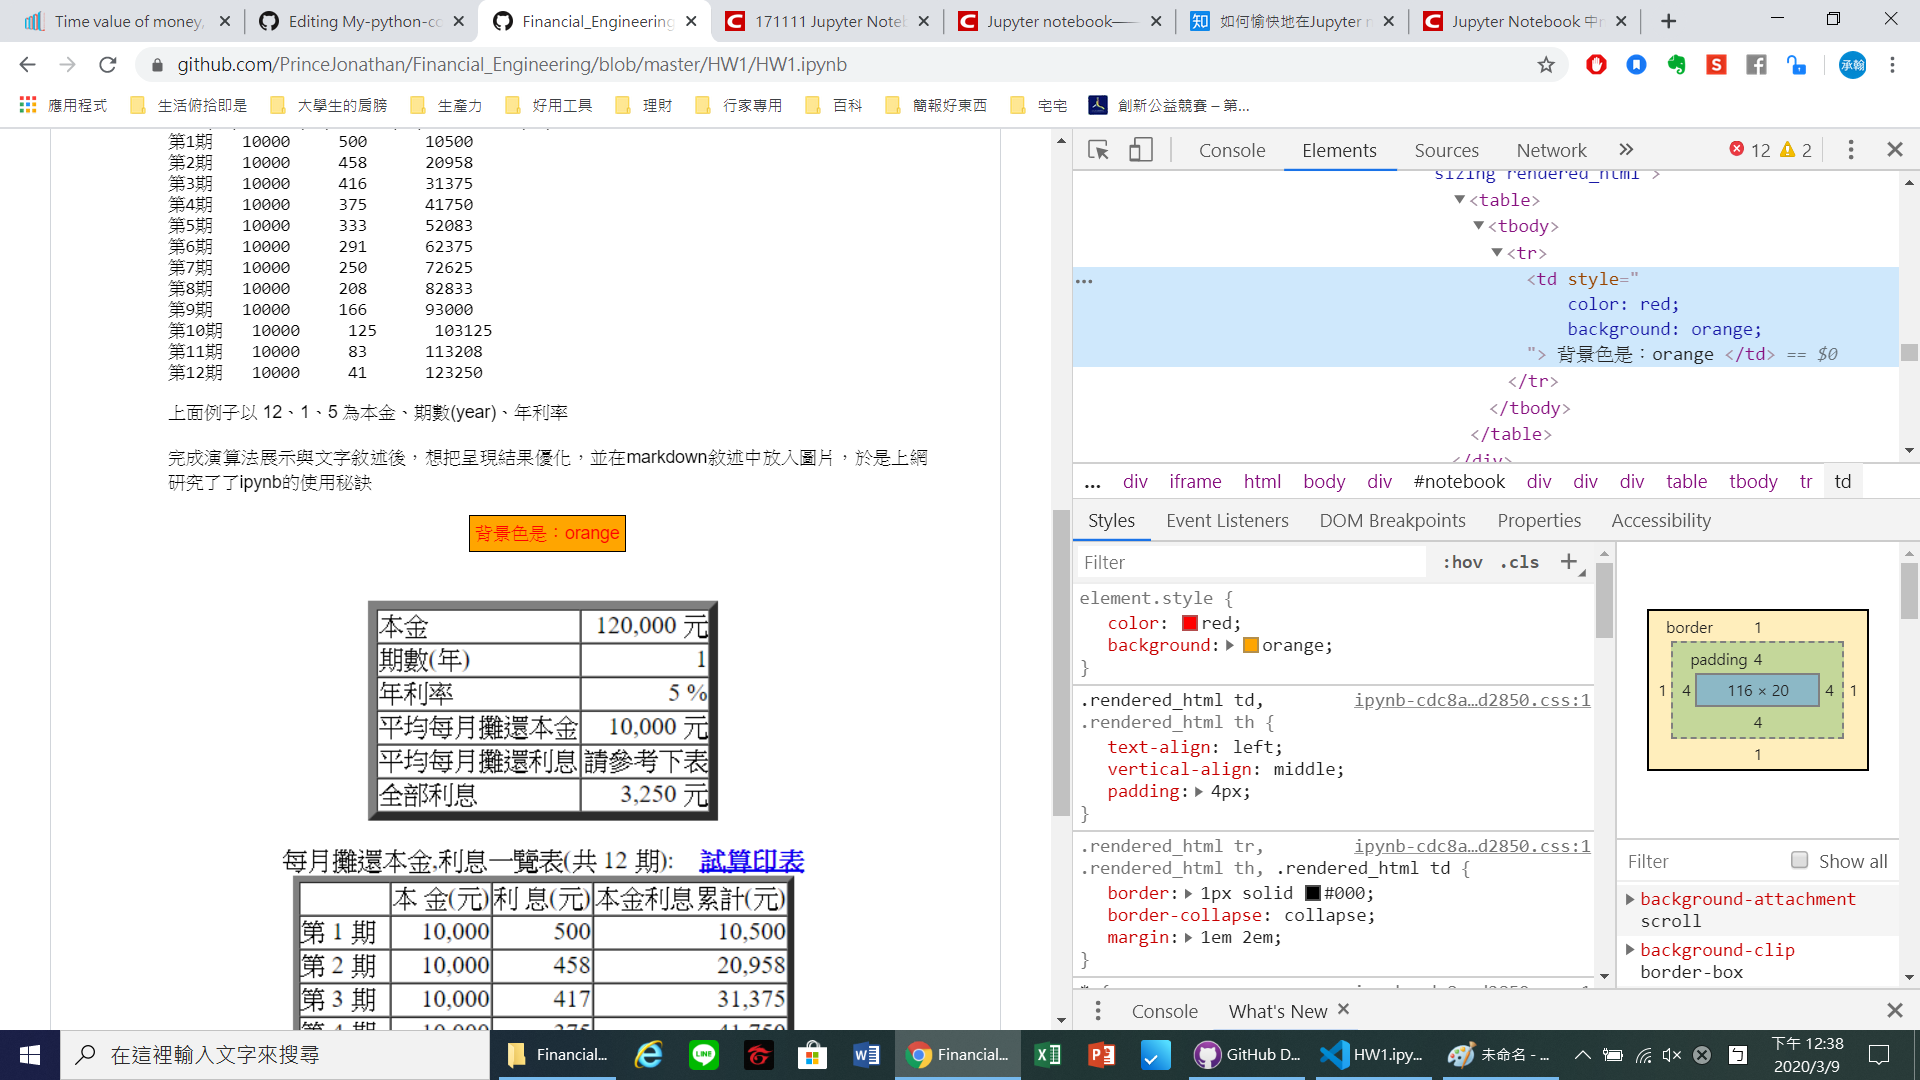 Time value of money,
Editing My-python-co
Financial_Engineering
171111 Jupyter Noteb
Jupyter notebook——
如何愉快地在Jupyter n
Jupyter Notebook 中n
github.com/PrinceJonathan/Financial_Engineering/blob/master/HW1/HW1.ipynb
承翰
應用程式 生活俯拾即是 大學生的肩膀 生產力 好用工具 理財 行家專用 百科 簡報好東西 宅宅 創新公益競賽 – 第...
第1期 10000 500 10500
第2期 10000 458 20958
第3期 10000 416 31375
第4期 10000 375 41750
第5期 10000 333 52083
第6期 10000 291 62375
第7期 10000 250 72625
第8期 10000 208 82833
第9期 10000 166 93000
第10期 10000 125 103125
第11期 10000 83 113208
第12期 10000 41 123250
上面例子以 12、1、5 為本金、期數(year)、年利率
完成演算法展示與文字敘述後，想把呈現結果優化，並在markdown敘述中放入圖片，於是上網
研究了了ipynb的使用秘訣
背景色是：orange
本金 120,000 元
期數(年) 1
年利率 5 %
平均每月攤還本金 10,000 元
平均每月攤還利息 請參考下表
全部利息 3,250 元
每月攤還本金,利息一覽表(共 12 期): 試算印表
本 金(元) 利 息(元) 本金利息累計(元)
第 1 期 10,000 500 10,500
第 2 期 10,000 458 20,958
第 3 期 10,000 417 31,375
第 4 期 10,000 375 41,750
Console Elements Sources Network » 12 2
sizing rendered_html">
<table>
<tbody>
<tr>
<td style="
color: red;
background: orange;
"> 背景色是：orange </td> == $0
</tr>
</tbody>
</table>
</div>
... div iframe html body div #notebook div div div table tbody tr td
Styles Event Listeners DOM Breakpoints Properties Accessibility
Filter :hov .cls +
element.style {
color: red;
background: orange;
}
.rendered_html td, ipynb-cdc8a…d2850.css:1
.rendered_html th {
text-align: left;
vertical-align: middle;
padding: 4px;
}
.rendered_html tr, ipynb-cdc8a…d2850.css:1
.rendered_html th, .rendered_html td {
border: 1px solid #000;
border-collapse: collapse;
margin: 1em 2em;
}
border 1
padding 4
1 4 116 × 20 4 1
4
1
Filter Show all
background-attachment
scroll
background-clip
border-box
Console What's New
在這裡輸入文字來搜尋
Financial...
Financial...
GitHub D...
HW1.ipy...
未命名 - ...
下午 12:38
2020/3/9